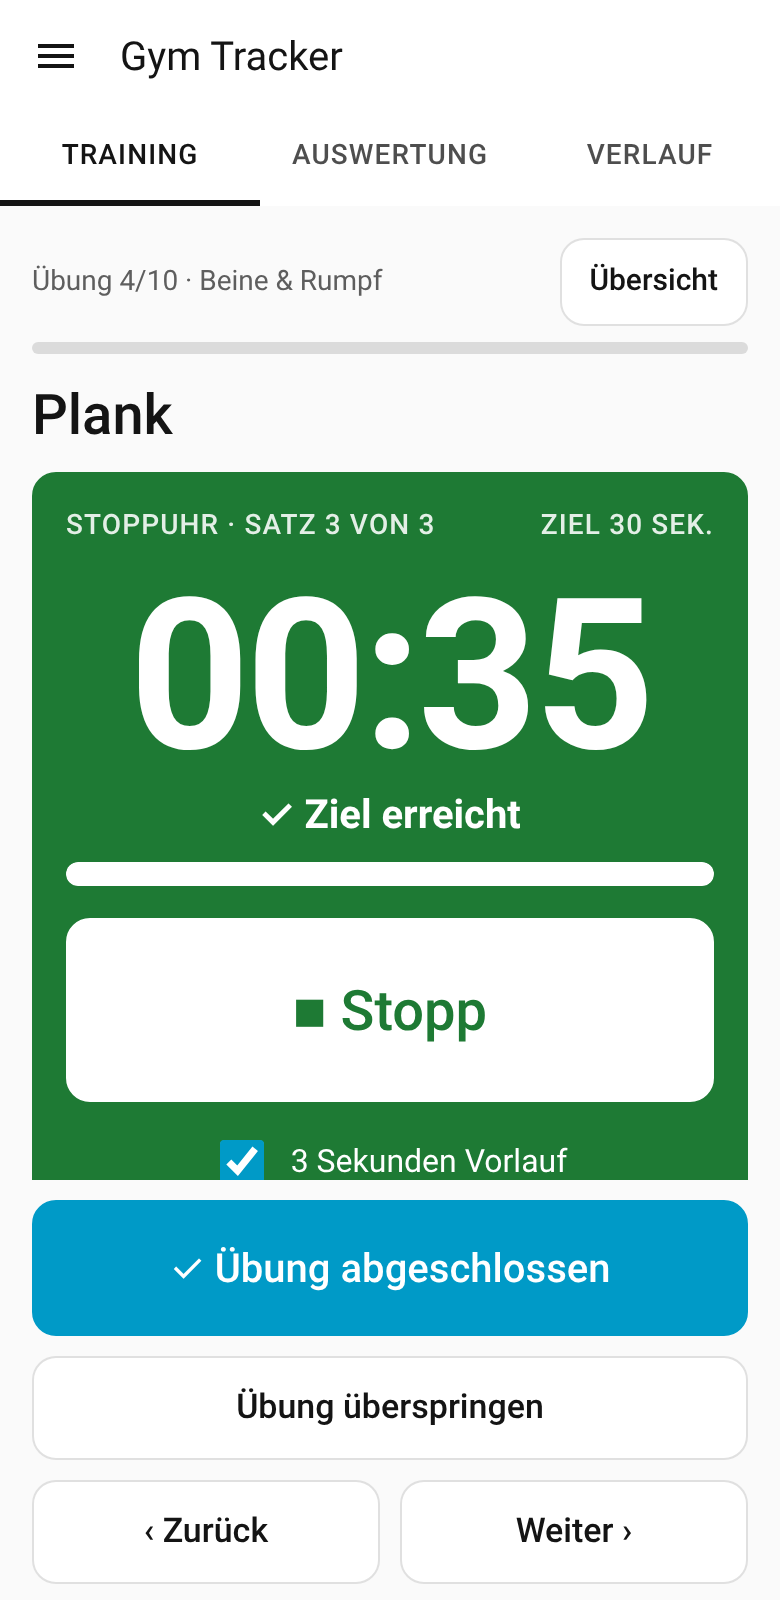 Gym Tracker
TRAINING AUSWERTUNG VERLAUF
Übung 4/10 · Beine & Rumpf Übersicht
Plank
STOPPUHR · SATZ 3 VON 3 ZIEL 30 SEK.
00:35
✓ Ziel erreicht
■ Stopp
3 Sekunden Vorlauf
✓ Übung abgeschlossen
Übung überspringen
‹ Zurück Weiter ›